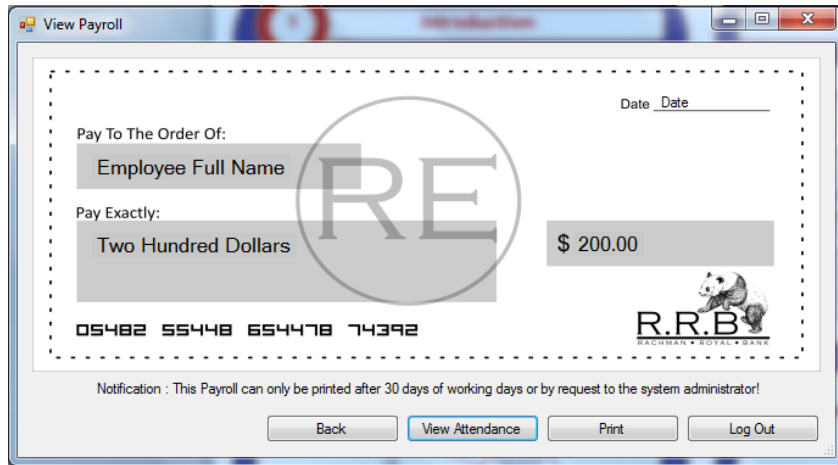 View Payroll
1 Introduction
Date Date
Pay To The Order Of:
Employee Full Name
RE
Pay Exactly:
Two Hundred Dollars
$ 200.00
05482 55448 654478 74392
R.R.B
RACHMAN • ROYAL • BANK
Notification : This Payroll can only be printed after 30 days of working days or by request to the system administrator!
Back
View Attendance
Print
Log Out